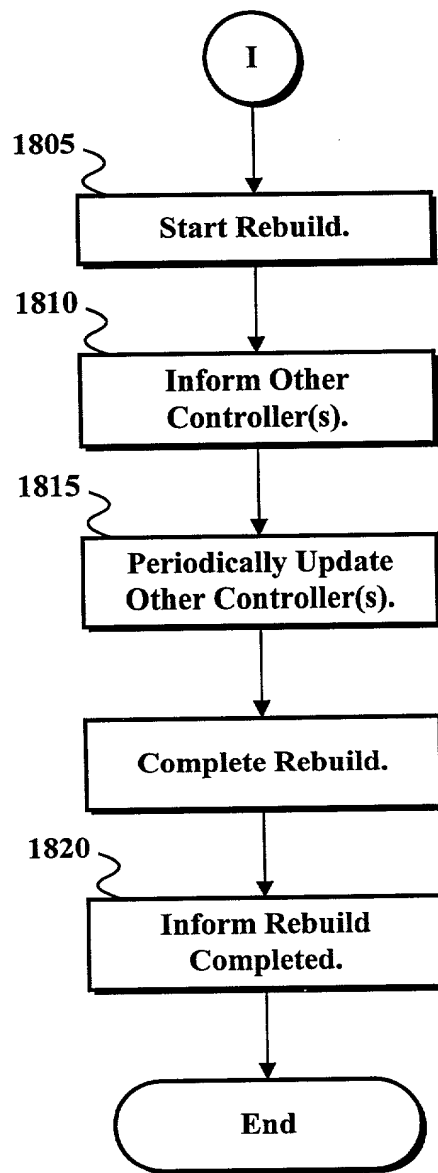 I
1805
Start Rebuild.
1810
Inform Other
Controller(s).
1815
Periodically Update
Other Controller(s).
Complete Rebuild.
1820
Inform Rebuild
Completed.
End